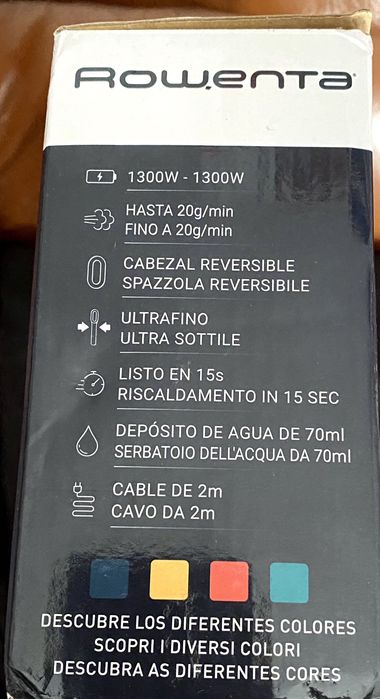 Rowenta
1300W - 1300W
HASTA 20g/min
FINO A 20g/min
CABEZAL REVERSIBLE
SPAZZOLA REVERSIBILE
ULTRAFINO
ULTRA SOTTILE
LISTO EN 15s
RISCALDAMENTO IN 15 SEC
DEPÓSITO DE AGUA DE 70ml
SERBATOIO DELL'ACQUA DA 70ml
CABLE DE 2m
CAVO DA 2m
DESCUBRE LOS DIFERENTES COLORES
SCOPRI I DIVERSI COLORI
DESCUBRA AS DIFERENTES CORES